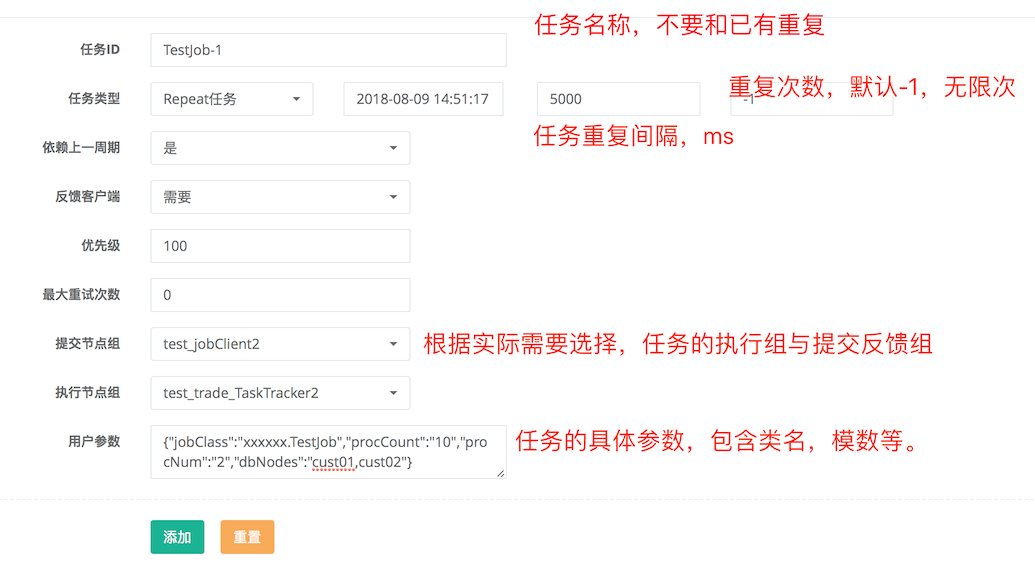 任务名称，不要和已有重复
任务ID TestJob-1
任务类型 Repeat任务 2018-08-09 14:51:17 5000 -1
重复次数，默认-1，无限次
任务重复间隔，ms
依赖上一周期 是
反馈客户端 需要
优先级 100
最大重试次数 0
提交节点组 test_jobClient2 根据实际需要选择，任务的执行组与提交反馈组
执行节点组 test_trade_TaskTracker2
用户参数 {"jobClass":"xxxxxx.TestJob","procCount":"10","pro
cNum":"2","dbNodes":"cust01,cust02"}
任务的具体参数，包含类名，模数等。
添加 重置